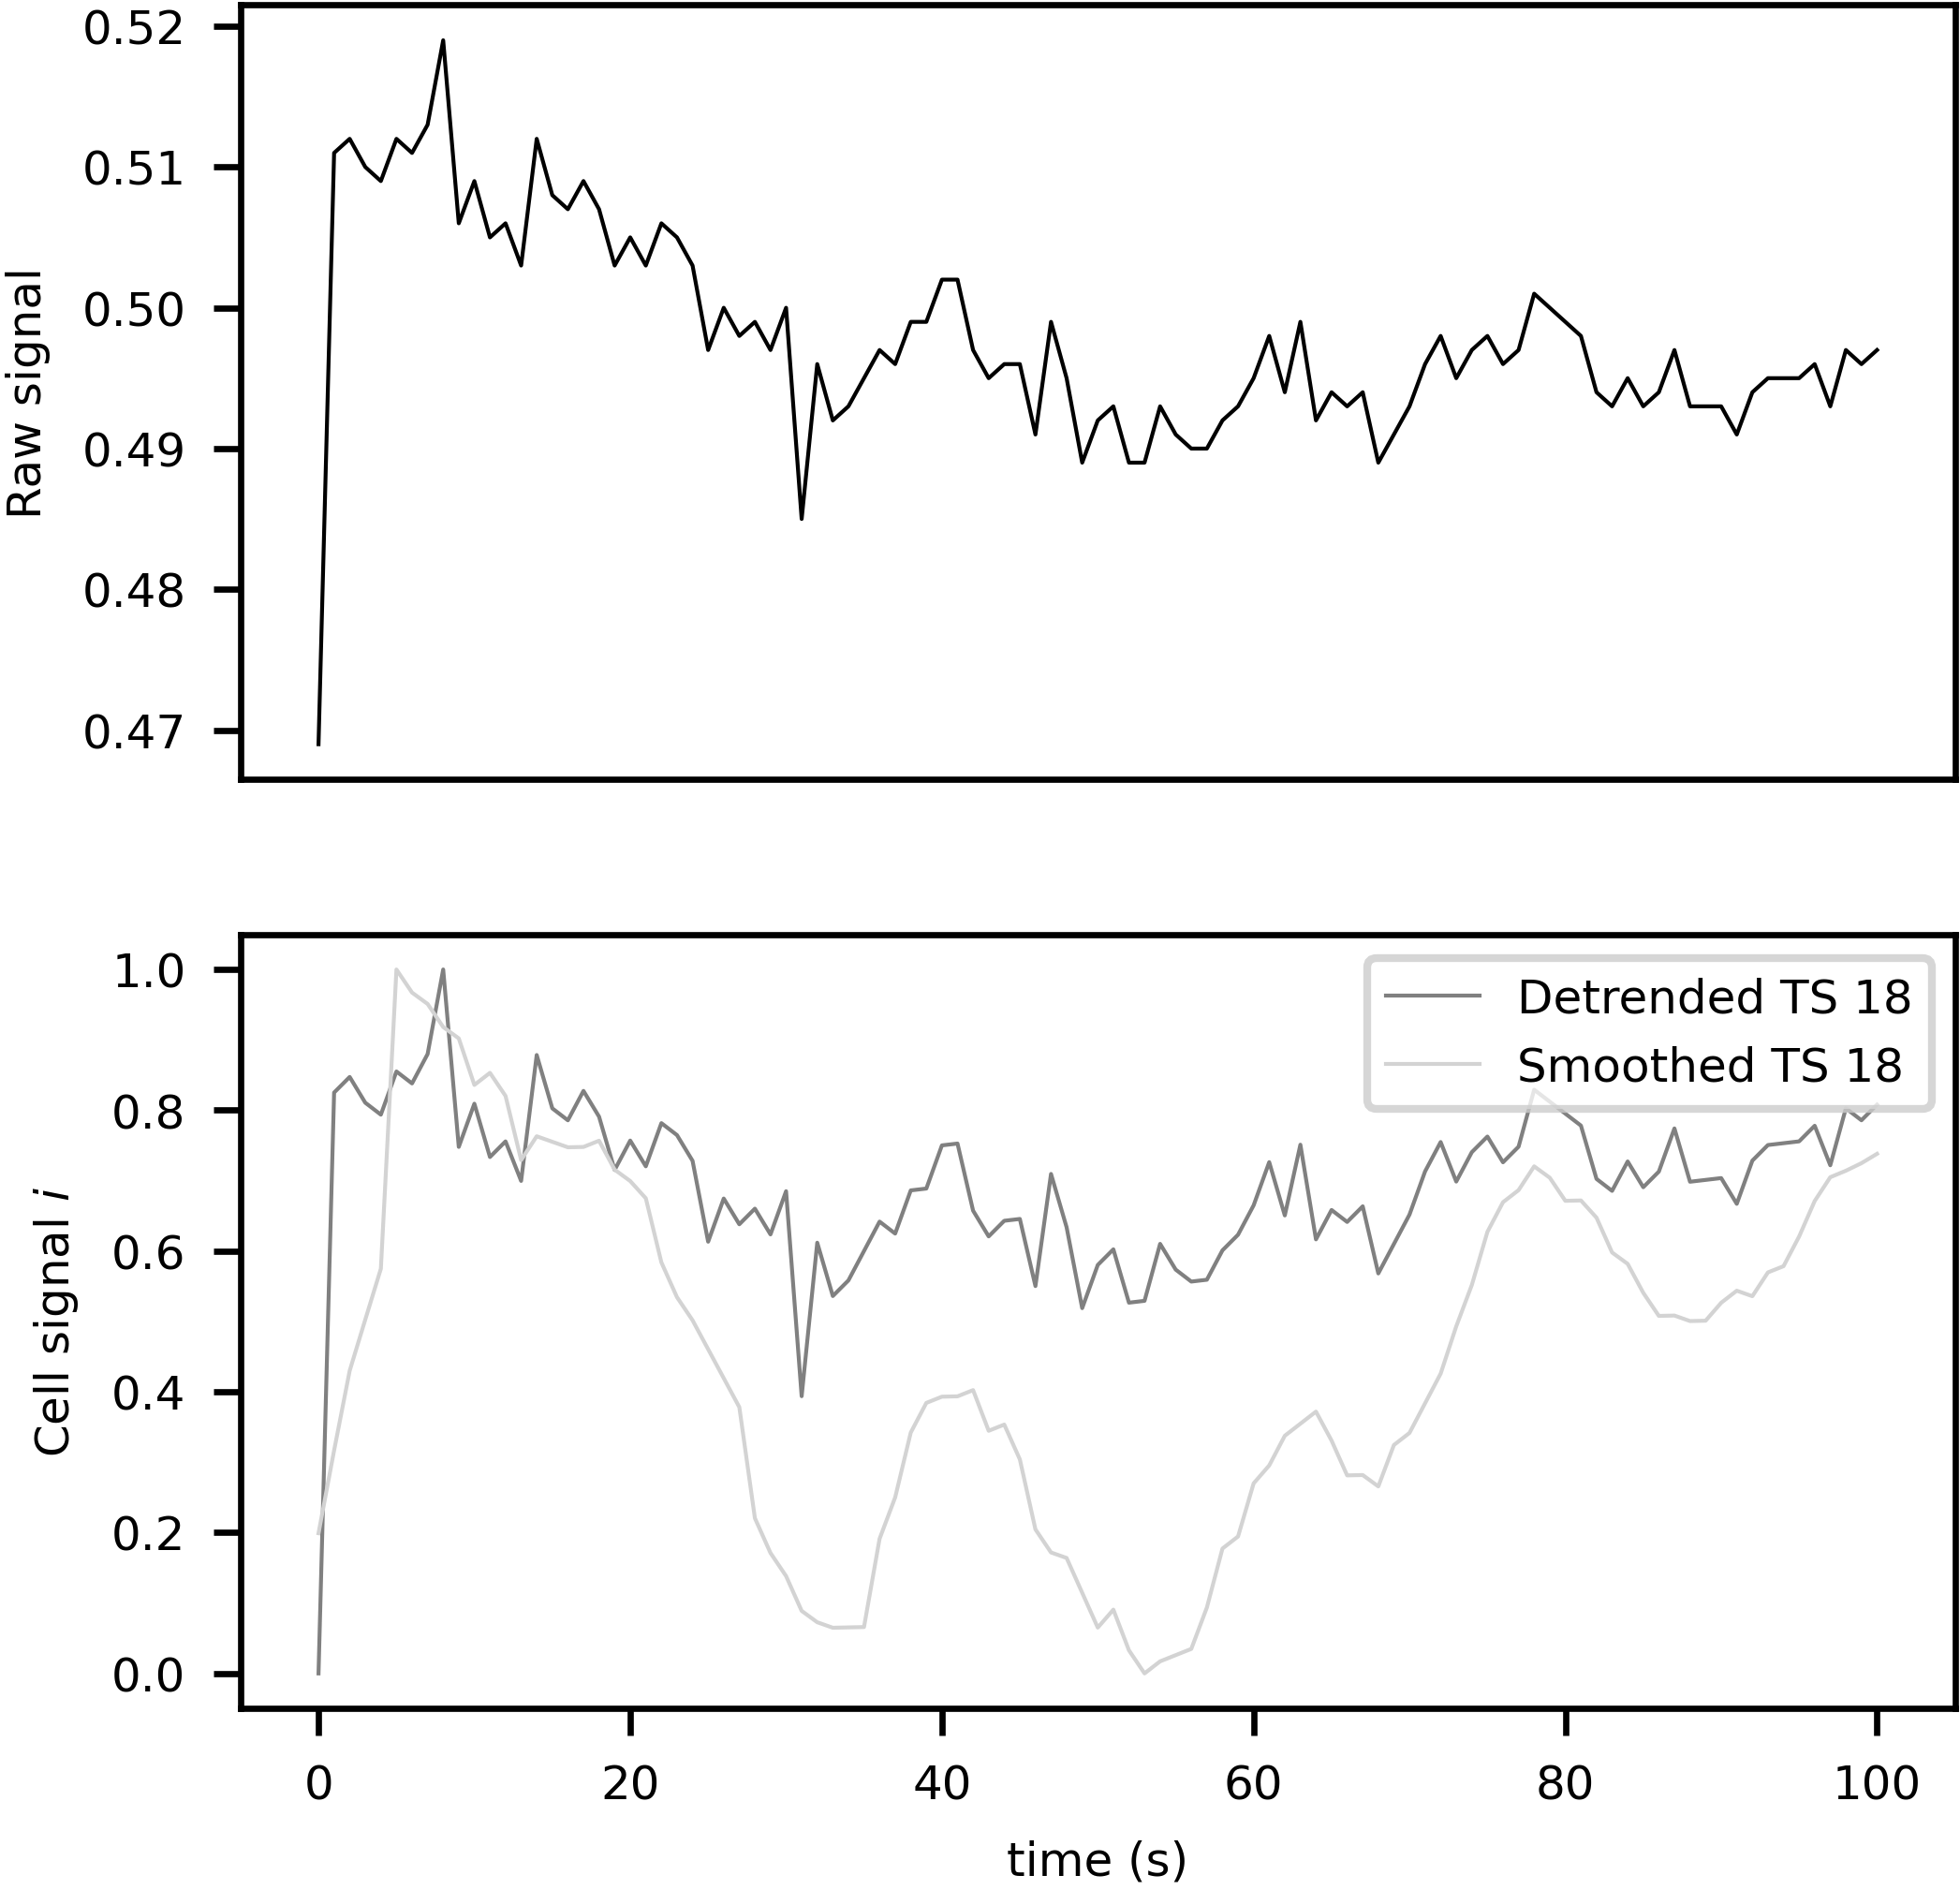 Raw signal
0.52
0.51
0.50
0.49
0.48
0.47
Cell signal i
1.0
0.8
0.6
0.4
0.2
0.0
Detrended TS 18
Smoothed TS 18
0 20 40 60 80 100
time (s)